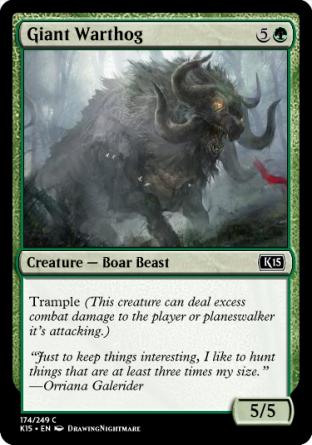 Giant Warthog 5
Creature — Boar Beast K15
Trample (This creature can deal excess
combat damage to the player or planeswalker
it's attacking.)
“Just to keep things interesting, I like to hunt
things that are at least three times my size.”
—Orriana Galerider
5/5
174/249 C
K15 • EN DrawingNightmare